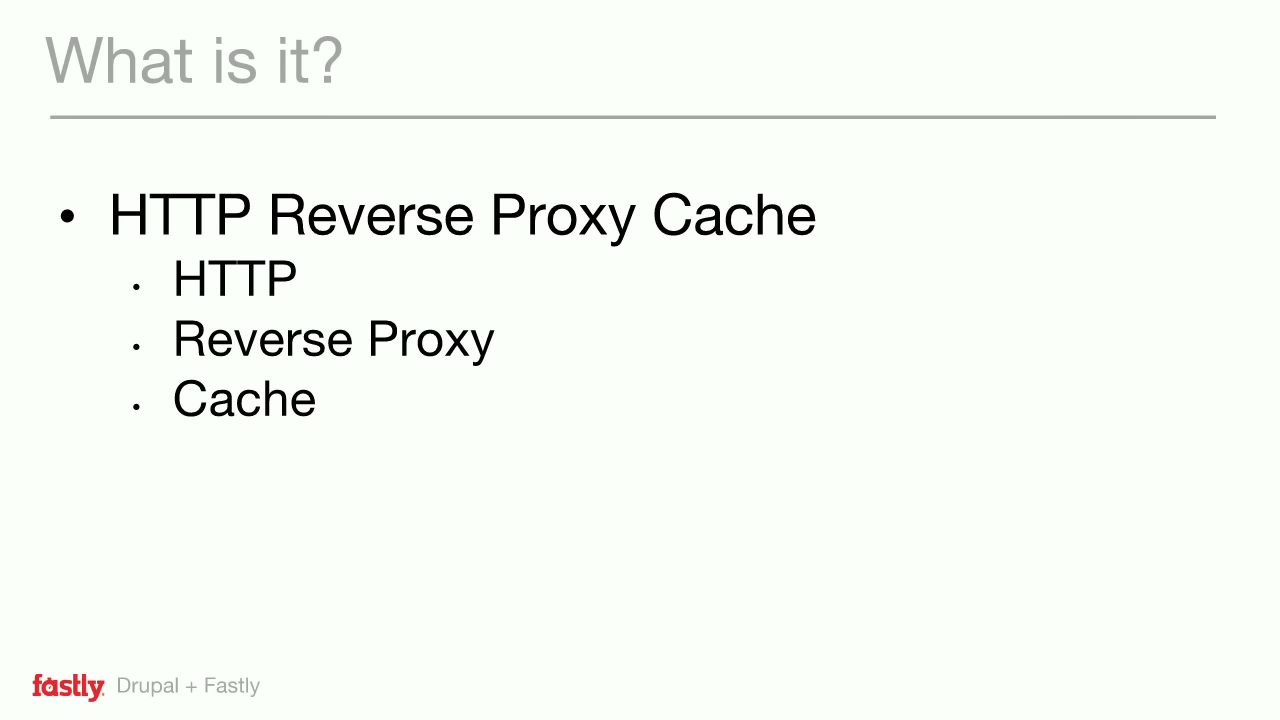 What is it?
• HTTP Reverse Proxy Cache
• HTTP
• Reverse Proxy
• Cache
fastly Drupal + Fastly